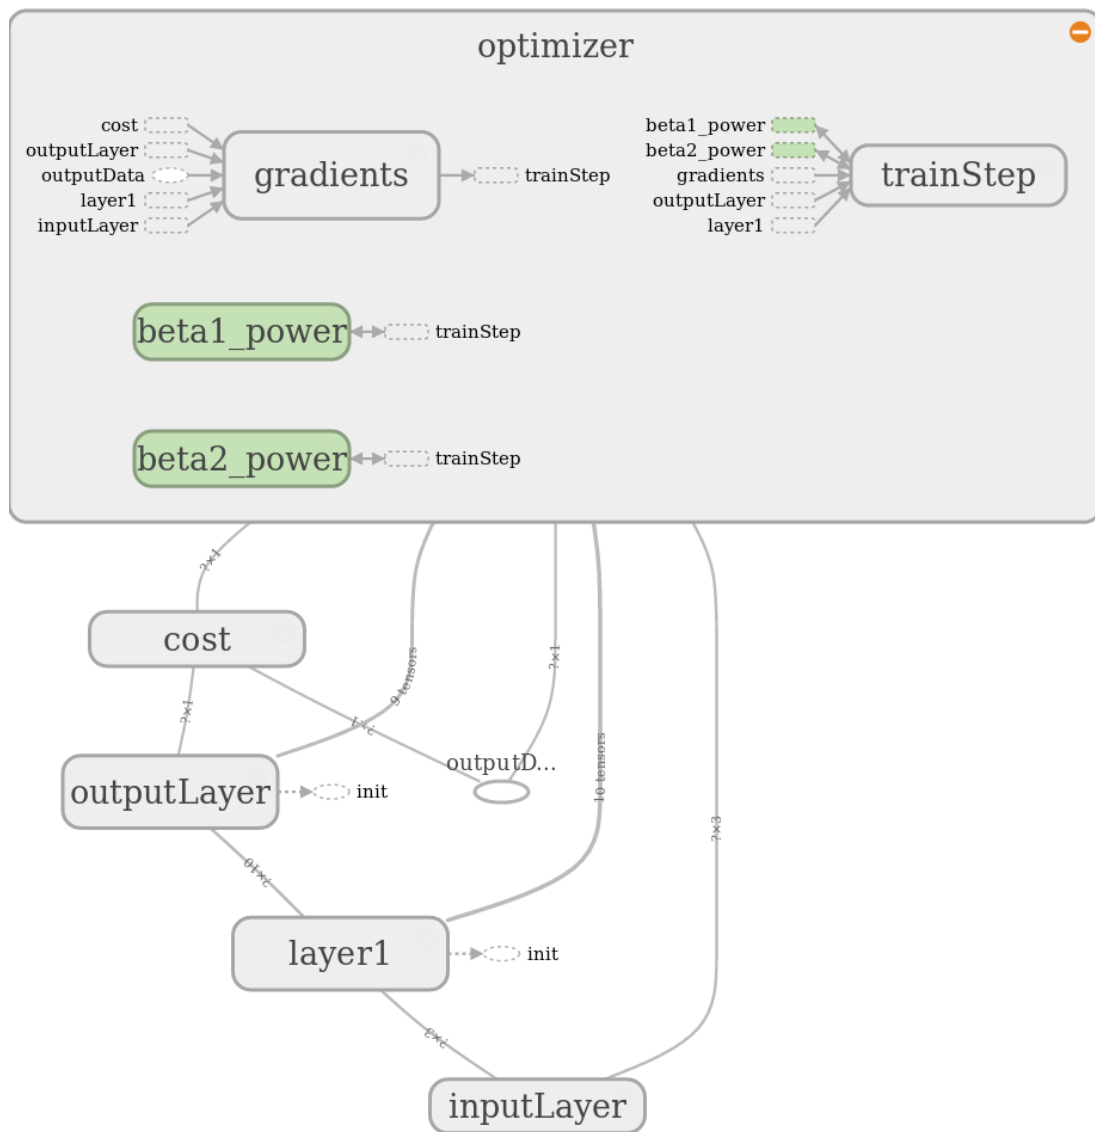 optimizer
cost
outputLayer
outputData
layer1
inputLayer
gradients
trainStep
beta1_power
beta2_power
gradients
outputLayer
layer1
trainStep
beta1_power
trainStep
beta2_power
trainStep
?×1
cost
?×1
9 tensors
?×1
?×1
outputD...
outputLayer
init
10 tensors
?×3
?×10
layer1
init
?×3
inputLayer